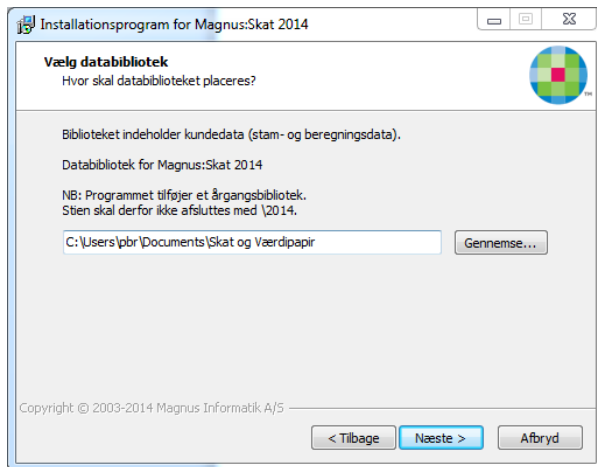 Installationsprogram for Magnus:Skat 2014
Vælg databibliotek
Hvor skal databiblioteket placeres?
TM
Biblioteket indeholder kundedata (stam- og beregningsdata).
Databibliotek for Magnus:Skat 2014
NB: Programmet tilføjer et årgangsbibliotek.
Stien skal derfor ikke afsluttes med \2014.
C:\Users\pbr\Documents\Skat og Værdipapir
Gennemse...
Copyright © 2003-2014 Magnus Informatik A/S
< Tilbage
Næste >
Afbryd